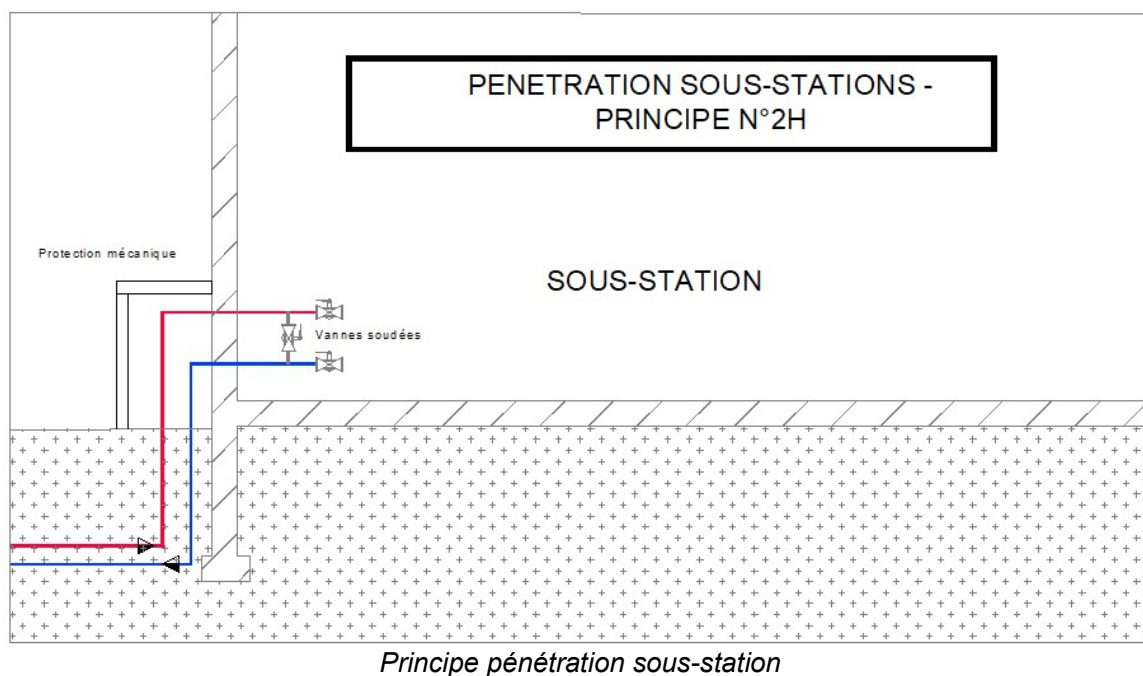 PENETRATION SOUS-STATIONS -
PRINCIPE N°2H
Protection mécanique
SOUS-STATION
Vannes soudées
Principe pénétration sous-station